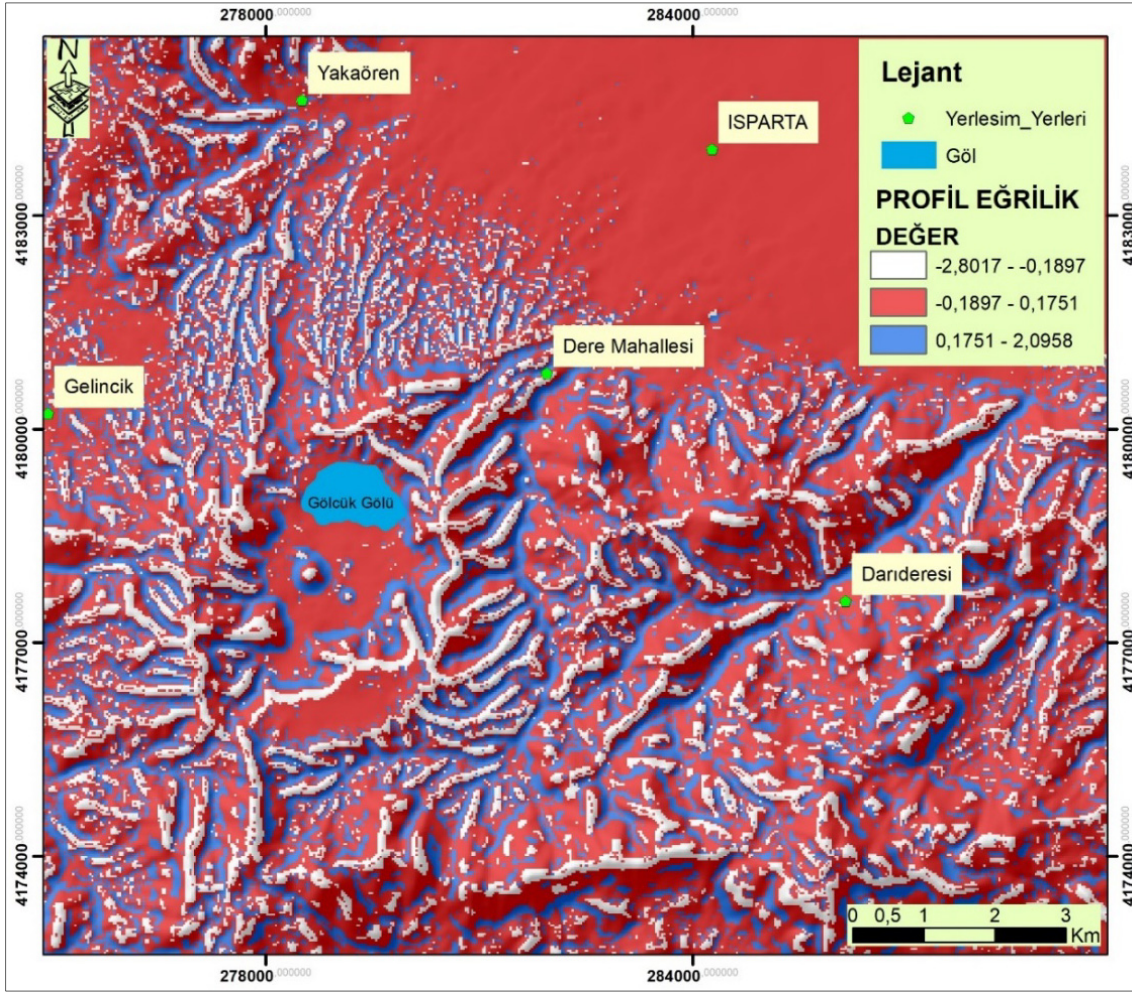 278000,000000
284000,000000
N
Yakaören
ISPARTA
Lejant
Yerlesim_Yerleri
Göl
PROFİL EĞRİLİK
DEĞER
-2,8017 - -0,1897
-0,1897 - 0,1751
0,1751 - 2,0958
4183000,000000
4183000,000000
Dere Mahallesi
Gelincik
4180000,000000
4180000,000000
Gölcük Gölü
Darıderesi
4177000,000000
4177000,000000
4174000,000000
4174000,000000
0 0,5 1 2 3
Km
278000,000000
284000,000000